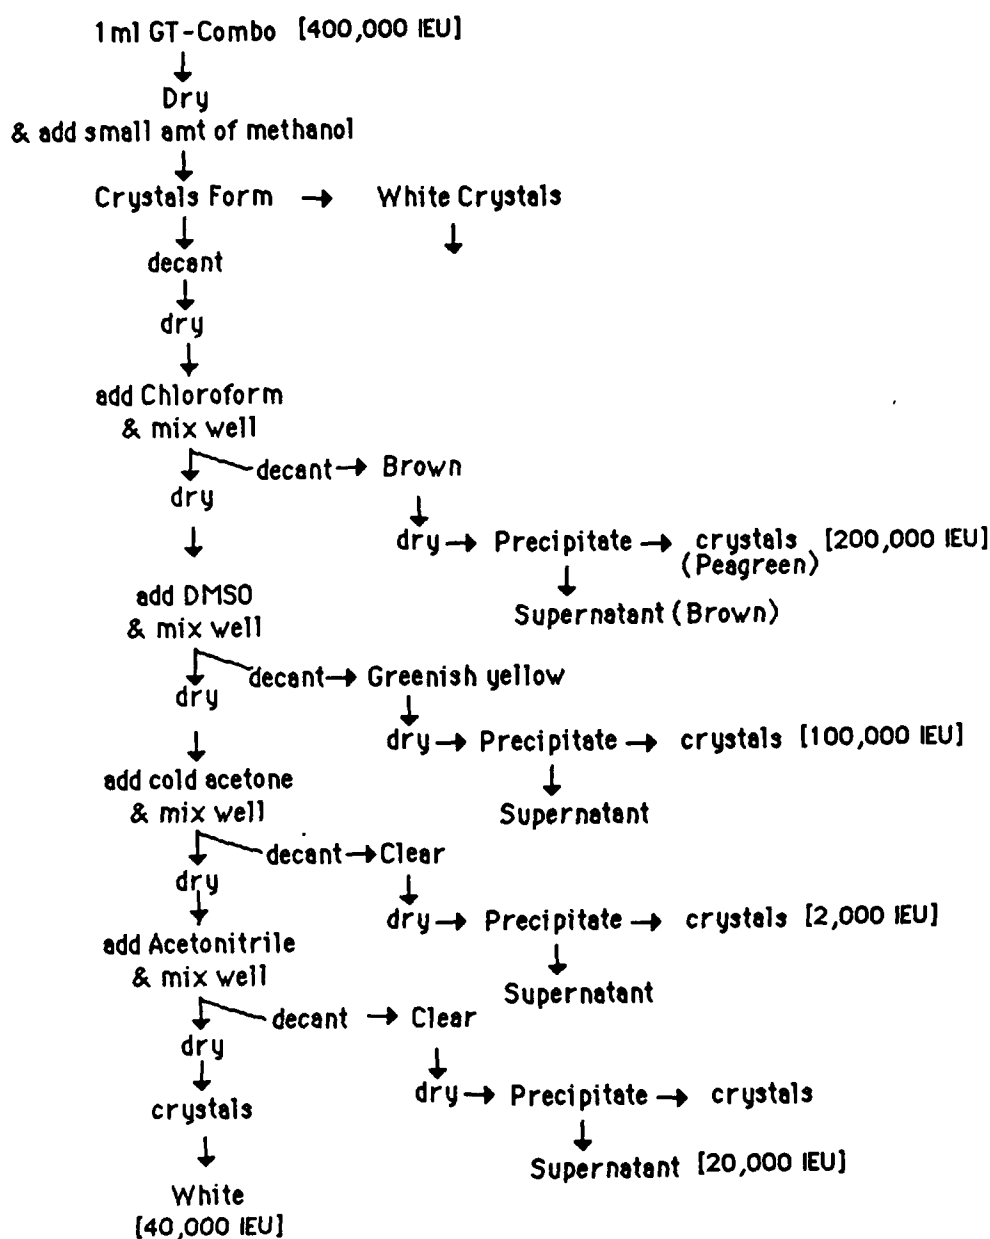 1ml GT-Combo [400,000 IEU]
Dry
& add small amt of methanol
Crystals Form → White Crystals
decant
dry
add Chloroform
& mix well
decant → Brown
dry
dry → Precipitate → crystals [200,000 IEU]
(Peagreen)
Supernatant (Brown)
add DMSO
& mix well
decant → Greenish yellow
dry
dry → Precipitate → crystals [100,000 IEU]
Supernatant
add cold acetone
& mix well
decant → Clear
dry
dry → Precipitate → crystals [2,000 IEU]
Supernatant
add Acetonitrile
& mix well
decant → Clear
dry
dry → Precipitate → crystals
Supernatant [20,000 IEU]
crystals
White
[40,000 IEU]